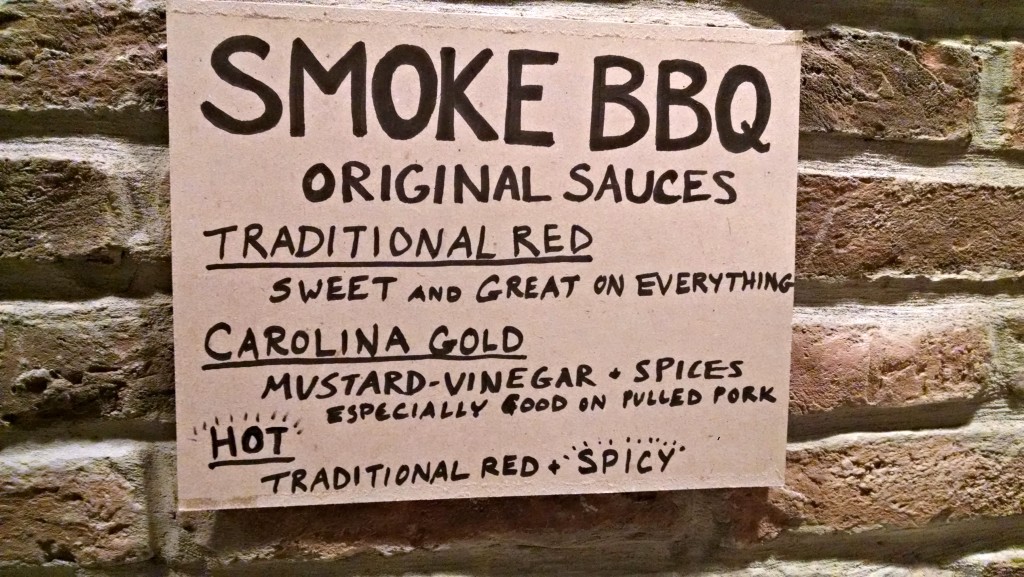 SMOKE BBQ
ORIGINAL SAUCES
TRADITIONAL RED
SWEET AND GREAT ON EVERYTHING
CAROLINA GOLD
MUSTARD-VINEGAR + SPICES
ESPECIALLY GOOD ON PULLED PORK
HOT
TRADITIONAL RED + "SPICY"